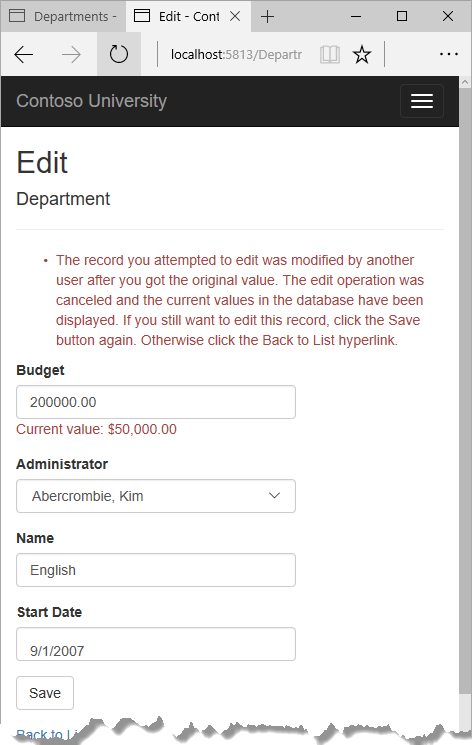 Departments -
Edit - Cont
localhost:5813/Departr
Contoso University
Edit
Department
• The record you attempted to edit was modified by another
user after you got the original value. The edit operation was
canceled and the current values in the database have been
displayed. If you still want to edit this record, click the Save
button again. Otherwise click the Back to List hyperlink.
Budget
200000.00
Current value: $50,000.00
Administrator
Abercrombie, Kim
Name
English
Start Date
9/1/2007
Save
Back to Li